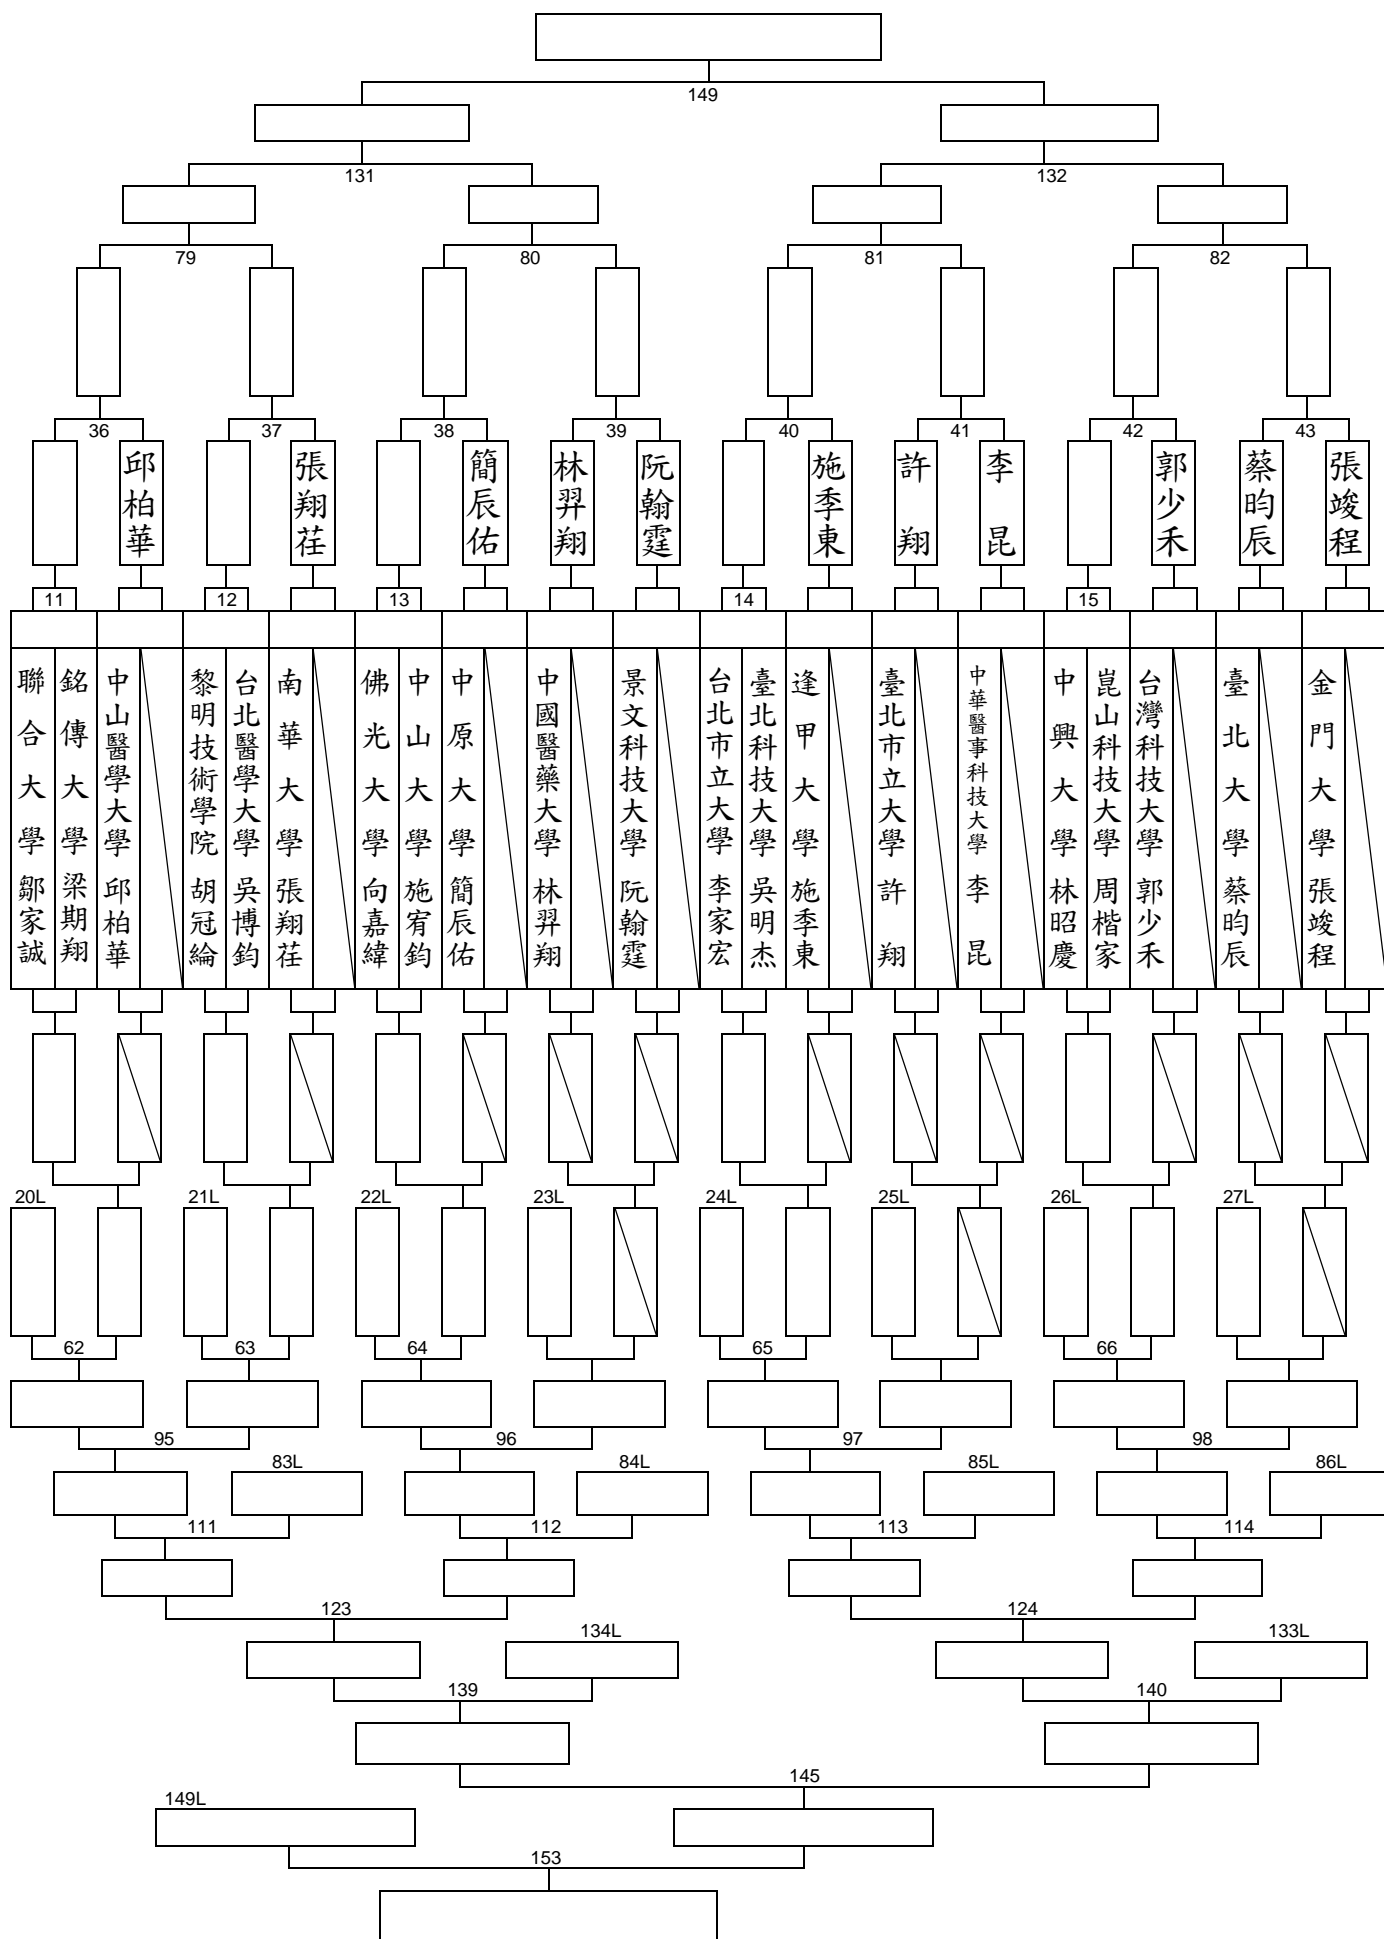 149
131
132
79
80
81
82
36
37
38
39
40
41
42
43
邱柏華
張翔荏
簡辰佑
林羿翔
阮翰霆
施季東
許翔
李昆
郭少禾
蔡昀辰
張竣程
11
12
13
14
15
聯合大學 鄒家誠
銘傳大學 梁期翔
中山醫學大學 邱柏華
黎明技術學院 胡冠綸
台北醫學大學 吳博鈞
南華大學 張翔荏
佛光大學 向嘉緯
中山大學 施宥鈞
中原大學 簡辰佑
中國醫藥大學 林羿翔
景文科技大學 阮翰霆
台北市立大學 李家宏
臺北科技大學 吳明杰
逢甲大學 施季東
臺北市立大學 許翔
中華醫事科技大學 李昆
中興大學 林昭慶
崑山科技大學 周楷家
台灣科技大學 郭少禾
臺北大學 蔡昀辰
金門大學 張竣程
20L
21L
22L
23L
24L
25L
26L
27L
62
63
64
65
66
95
96
97
98
83L
84L
85L
86L
111
112
113
114
123
124
134L
133L
139
140
145
149L
153